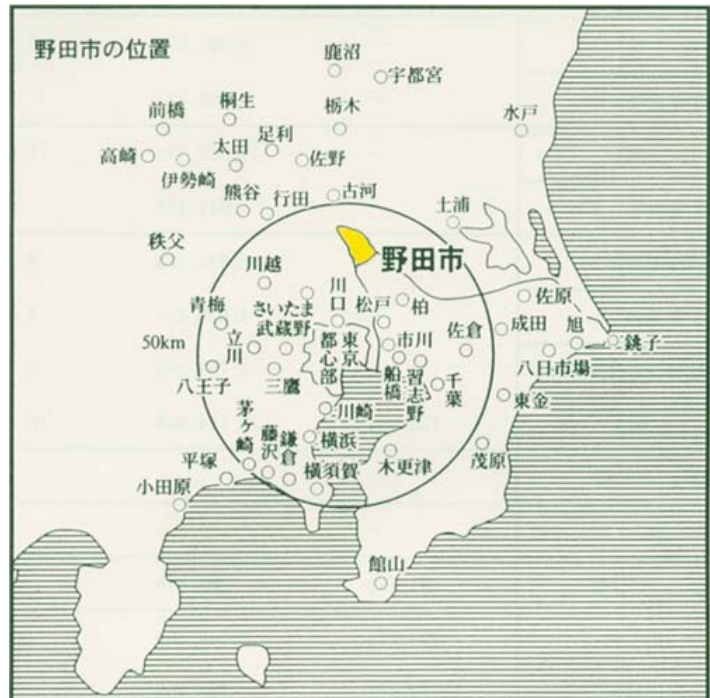 野田市の位置
鹿沼
宇都宮
桐生
前橋
栃木
水戸
足利
高崎
太田
佐野
伊勢崎
熊谷
行田
古河
土浦
野田市
秩父
川越
さいたま
川口
松戸
柏
佐原
青梅
武蔵野
立川
50km
東京
都心部
市川
佐倉
成田
旭
銚子
八王子
三鷹
船橋
習志野
千葉
八日市場
東金
川崎
茅ヶ崎
藤沢
鎌倉
横浜
茂原
平塚
横須賀
木更津
小田原
館山